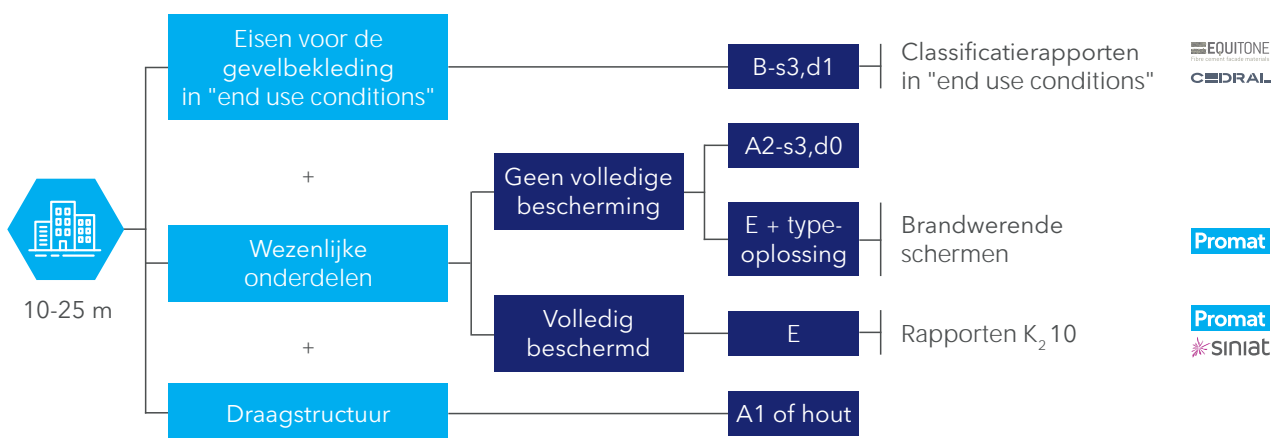 10-25 m
Eisen voor de
gevelbekleding
in "end use conditions"
B-s3,d1
Classificatierapporten
in "end use conditions"
EQUITONE
Fibre cement facade materials
CEDRAL
+
Wezenlijke
onderdelen
Geen volledige
bescherming
A2-s3,d0
E + type-
oplossing
Brandwerende
schermen
Promat
Volledig
beschermd
E
Rapporten K₂ 10
Promat
siniat
+
Draagstructuur
A1 of hout